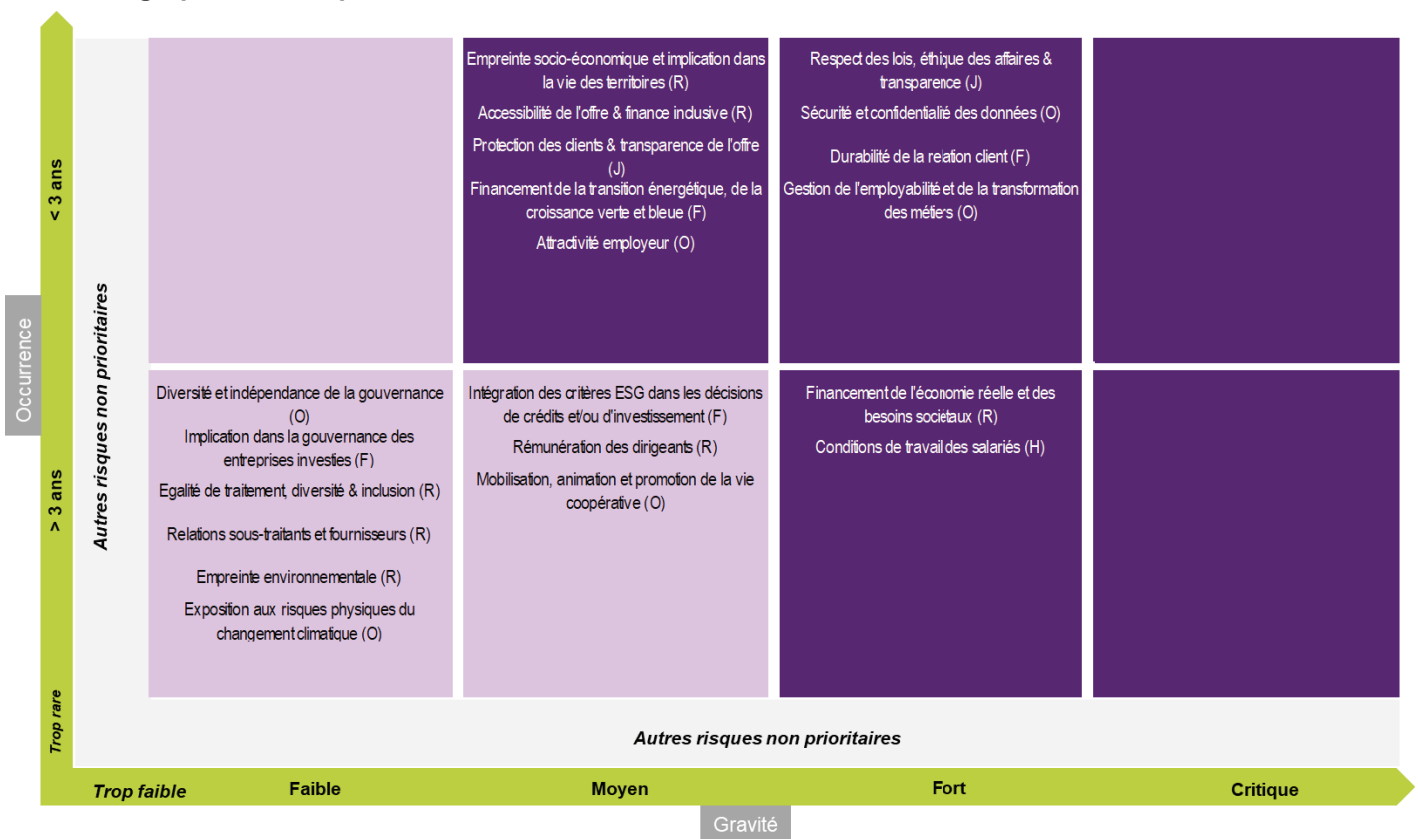 Empreinte socio-économique et implication dans
la vie des territoires (R)
Accessibilité de l'offre & finance inclusive (R)
Protection des clients & transparence de l'offre
(J)
Financement de la transition énergétique, de la
croissance verte et bleue (F)
Attractivité employeur (O)
Respect des lois, éthique des affaires &
transparence (J)
Sécurité et confidentialié des données (O)
Durabilité de la relation client (F)
Gestion de l'employabilité et de la transformation
des métiers (O)
< 3 ans
Occurrence
Autres risques non prioritaires
> 3 ans
Trop rare
Diversité et indépendance de la gouvernance
(O)
Implication dans la gouvernance des
entreprises investies (F)
Egalité de traitement, diversité & inclusion (R)
Relations sous-traitants et fournisseurs (R)
Empreinte environnementale (R)
Exposition aux risques physiques du
changement climatique (O)
Intégration des critères ESG dans les décisions
de crédits et/ou d'investissement (F)
Rémunération des dirigeants (R)
Mobilisation, animation et promotion de la vie
coopérative (O)
Financement de l'économie réelle et des
besoins sociétaux (R)
Conditions de travail des salariés (H)
Autres risques non prioritaires
Trop faible
Faible
Moyen
Fort
Critique
Gravité